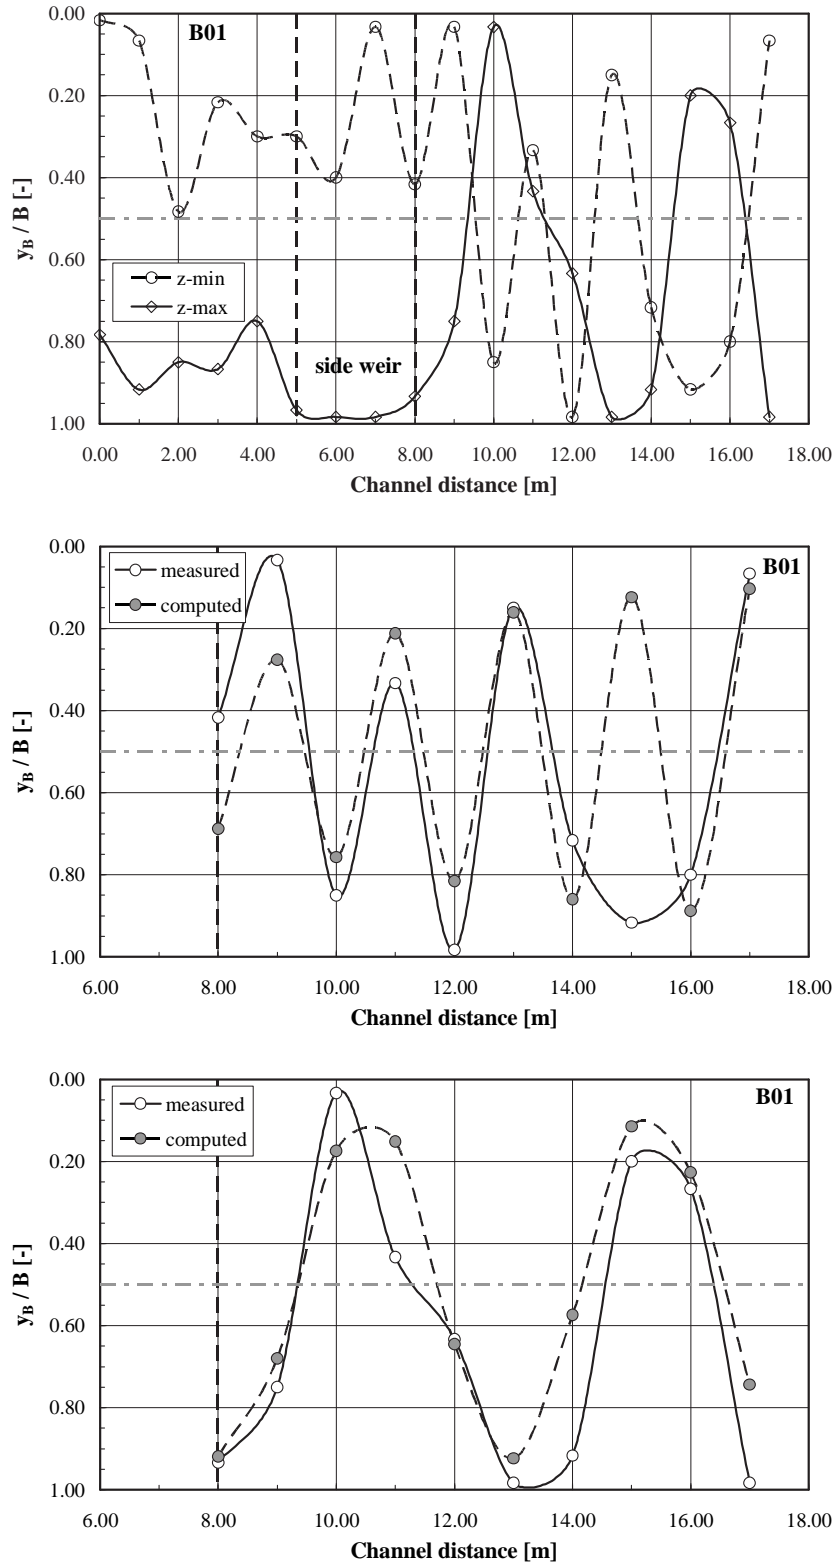 B01
0.00
0.20
0.40
0.60
0.80
1.00
y_B / B [-]
z-min
z-max
side weir
0.00 2.00 4.00 6.00 8.00 10.00 12.00 14.00 16.00 18.00
Channel distance [m]
B01
measured
computed
0.00
0.20
0.40
0.60
0.80
1.00
y_B / B [-]
6.00 8.00 10.00 12.00 14.00 16.00 18.00
Channel distance [m]
B01
measured
computed
0.00
0.20
0.40
0.60
0.80
1.00
y_B / B [-]
6.00 8.00 10.00 12.00 14.00 16.00 18.00
Channel distance [m]